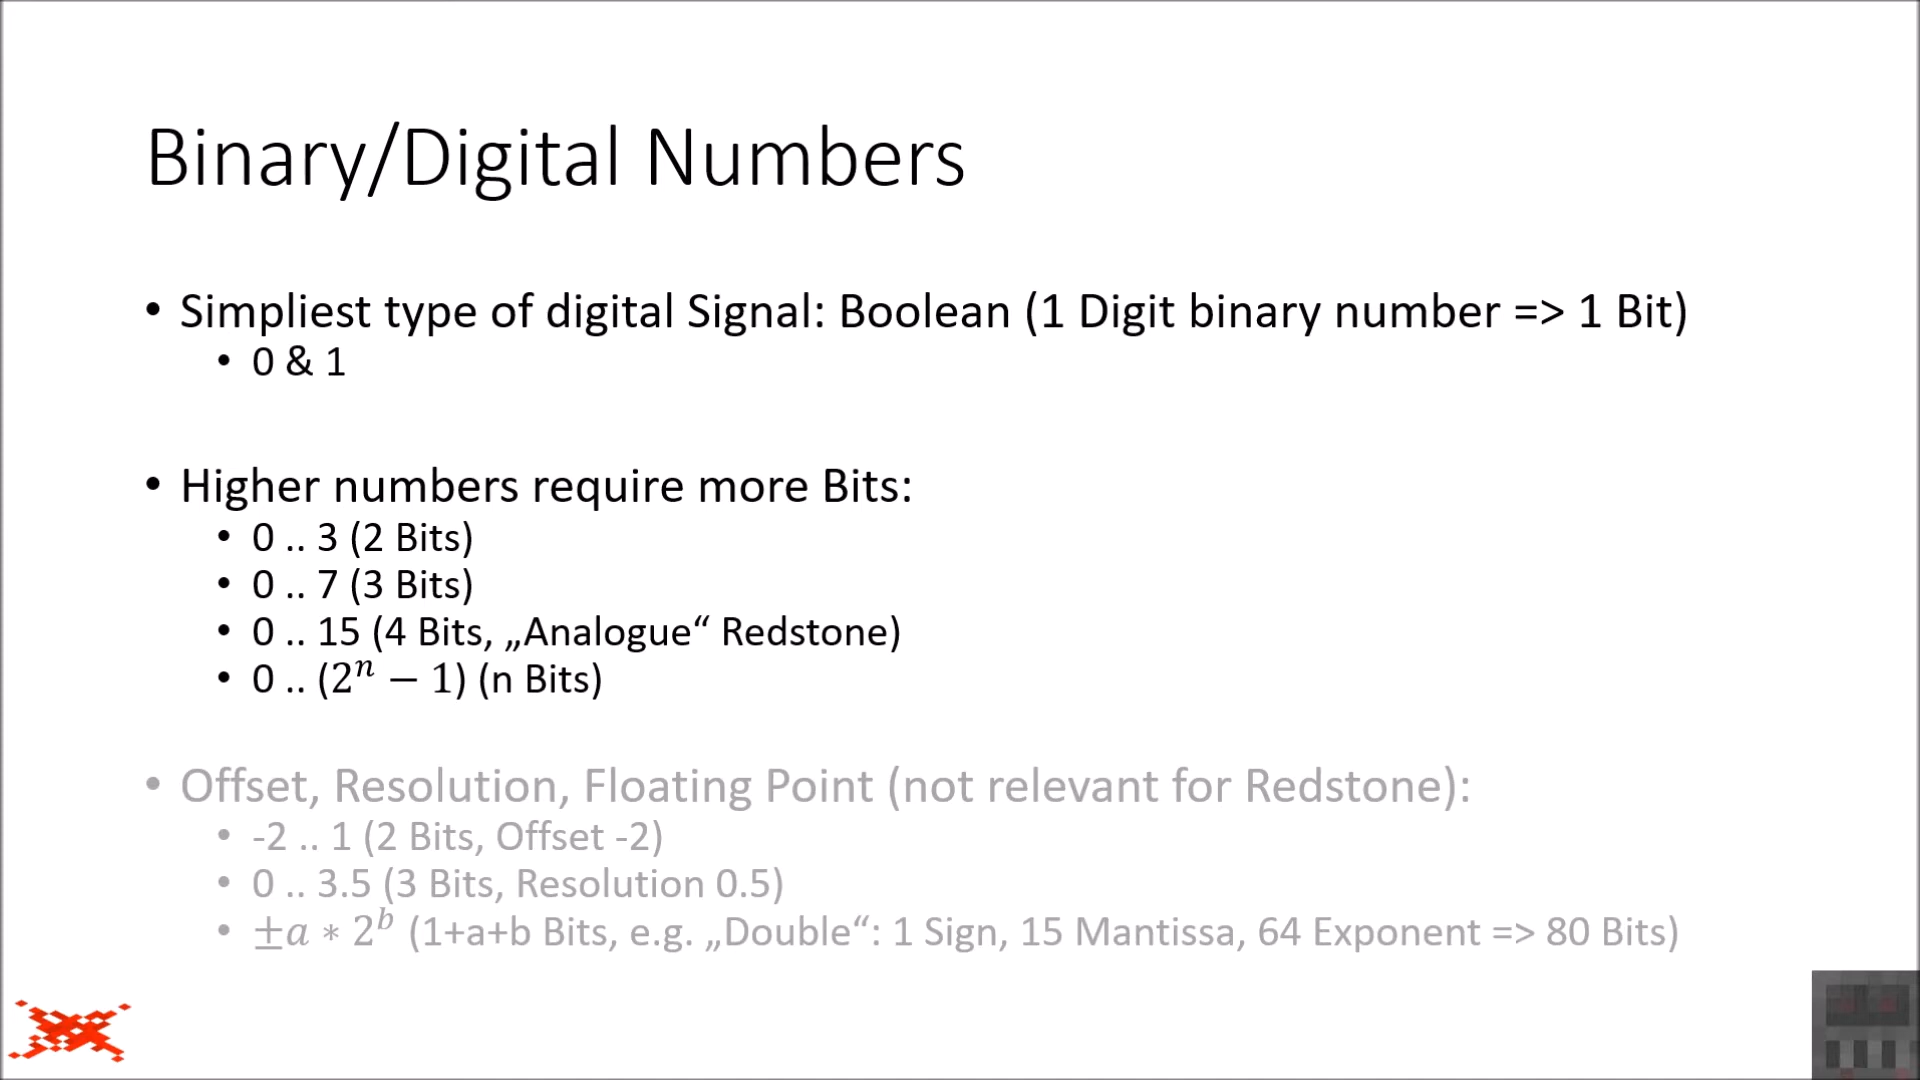 Binary/Digital Numbers
• Simpliest type of digital Signal: Boolean (1 Digit binary number => 1 Bit)
• 0 & 1
• Higher numbers require more Bits:
• 0 .. 3 (2 Bits)
• 0 .. 7 (3 Bits)
• 0 .. 15 (4 Bits, „Analogue“ Redstone)
• 0 .. (2ⁿ − 1) (n Bits)
• Offset, Resolution, Floating Point (not relevant for Redstone):
• -2 .. 1 (2 Bits, Offset -2)
• 0 .. 3.5 (3 Bits, Resolution 0.5)
• ±a ∗ 2ᵇ (1+a+b Bits, e.g. „Double“: 1 Sign, 15 Mantissa, 64 Exponent => 80 Bits)